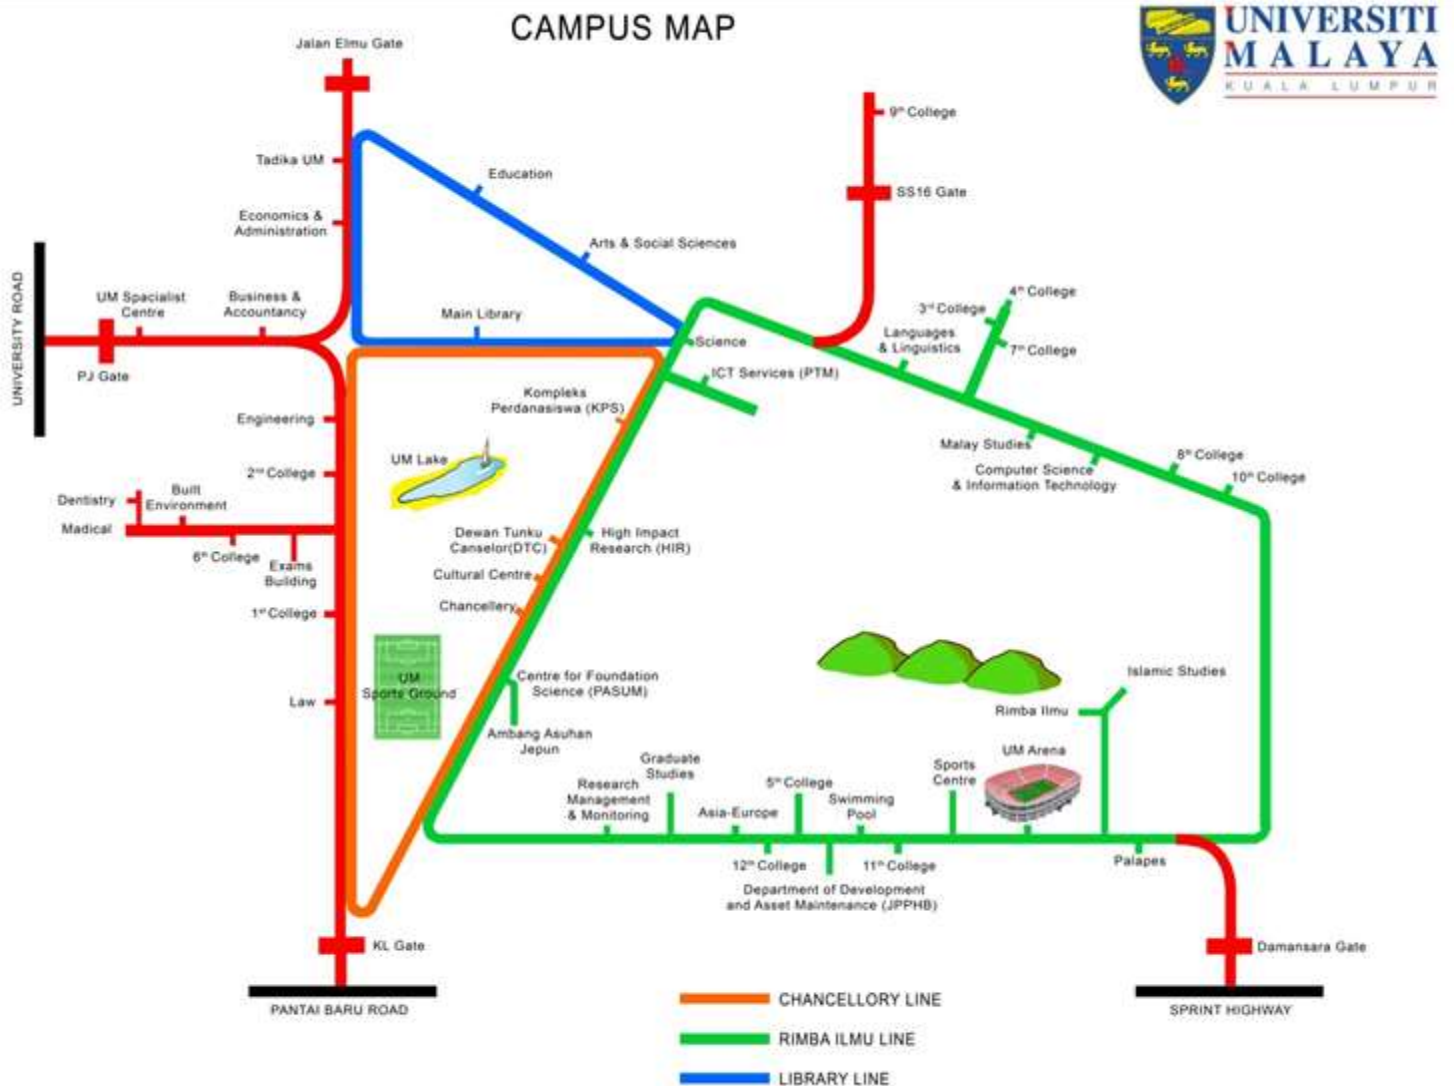 CAMPUS MAP
UNIVERSITI
MALAYA
KUALA LUMPUR
Jalan Elmu Gate
9th College
Tadika UM
Education
SS16 Gate
Economics &
Administration
Arts & Social Sciences
UNIVERSITY ROAD
UM Spacialist
Centre
Business &
Accountancy
Main Library
PJ Gate
Science
ICT Services (PTM)
4th College
3rd College
Languages
& Linguistics
7th College
Kompleks
Perdanasiswa (KPS)
Engineering
UM Lake
2nd College
Malay Studies
Computer Science
& Information Technology
8th College
10th College
Dentistry
Built
Environment
Madical
6th College
Exams
Building
Dewan Tunku
Canselor(DTC)
High Impact
Research (HIR)
Cultural Centre
Chancellery
1st College
UM
Sports Ground
Law
Centre for Foundation
Science (PASUM)
Ambang Asuhan
Jepun
Islamic Studies
Rimba Ilmu
UM Arena
Graduate
Studies
Research
Management
& Monitoring
Asia-Europe
5th College
Swimming
Pool
Sports
Centre
12th College
11th College
Palapes
Department of Development
and Asset Maintenance (JPPHB)
KL Gate
Damansara Gate
PANTAI BARU ROAD
SPRINT HIGHWAY
CHANCELLORY LINE
RIMBA ILMU LINE
LIBRARY LINE